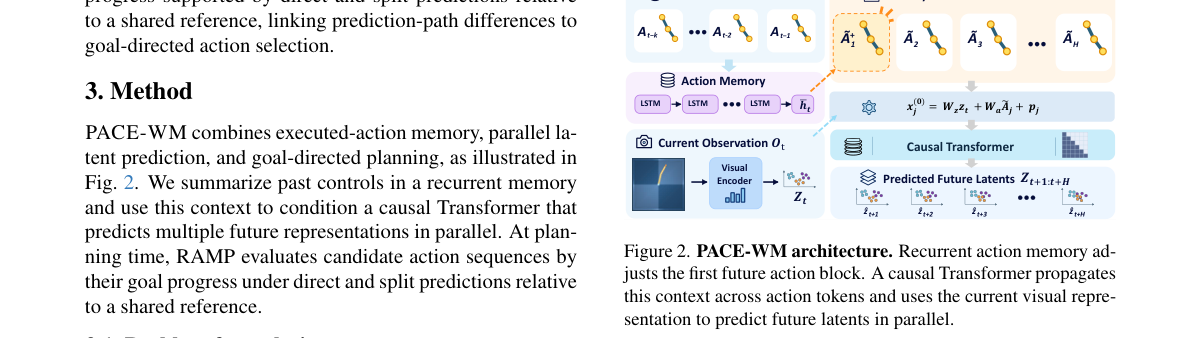 progress supported by direct and split predictions relative
to a shared reference, linking prediction-path differences to
goal-directed action selection.
3. Method
PACE-WM combines executed-action memory, parallel la-
tent prediction, and goal-directed planning, as illustrated in
Fig. 2. We summarize past controls in a recurrent memory
and use this context to condition a causal Transformer that
predicts multiple future representations in parallel. At plan-
ning time, RAMP evaluates candidate action sequences by
their goal progress under direct and split predictions relative
to a shared reference.
A_{t-k} ••• A_{t-2} A_{t-1}
Action Memory
LSTM LSTM ••• LSTM h̄_t
Current Observation O_t
Visual
Encoder
Z_t
Ã_1^+ Ã_2 Ã_3 ••• Ã_H
x_j^{(0)} = W_z z_t + W_a Ã_j + p_j
Causal Transformer
Predicted Future Latents Z_{t+1:t+H}
ẑ_{t+1} ẑ_{t+2} ẑ_{t+3} ••• ẑ_{t+H}
Figure 2. PACE-WM architecture. Recurrent action memory ad-
justs the first future action block. A causal Transformer propagates
this context across action tokens and uses the current visual repre-
sentation to predict future latents in parallel.